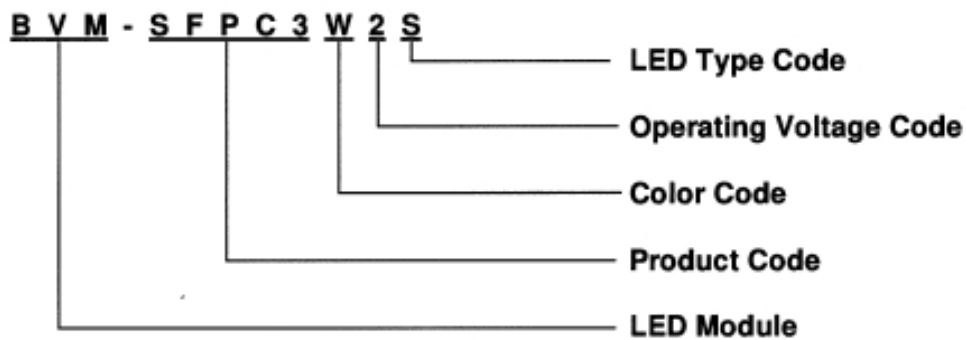 BVM-SFPC3W2S
LED Type Code
Operating Voltage Code
Color Code
Product Code
LED Module